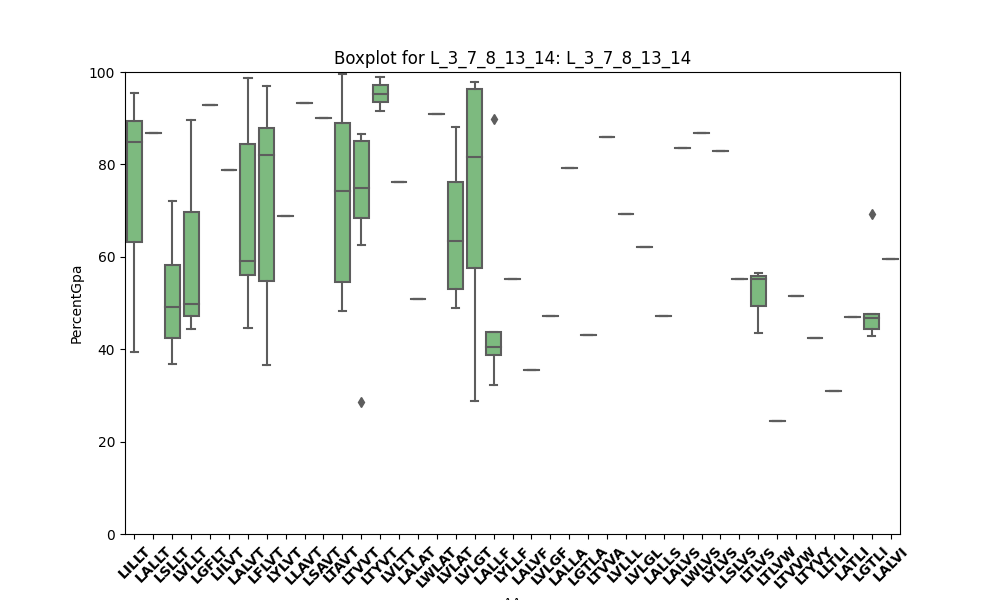 Boxplot for L_3_7_8_13_14: L_3_7_8_13_14
100
80
60
40
20
0
PercentGpa
LILLT
LALLT
LSLLT
LVLLT
LGFLT
LILVT
LALVT
LFLVT
LYLVT
LLAVT
LSAVT
LTAVT
LTVVT
LTYVT
LVLTT
LALAT
LWLAT
LVLAT
LVLGT
LALLF
LYLLF
LALVF
LVLGF
LALLA
LGTLA
LTVVA
LVLLL
LVLGL
LALLS
LALVS
LWLVS
LYLVS
LSLVS
LTLVS
LTLVW
LTVVW
LTYVY
LLTLI
LATLI
LGTLI
LALVI